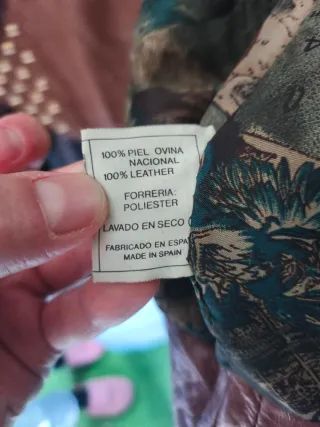 100% PIEL OVINA
NACIONAL
100% LEATHER
FORRERIA:
POLIESTER
LAVADO EN SECO (
FABRICADO EN ESPA
MADE IN SPAIN